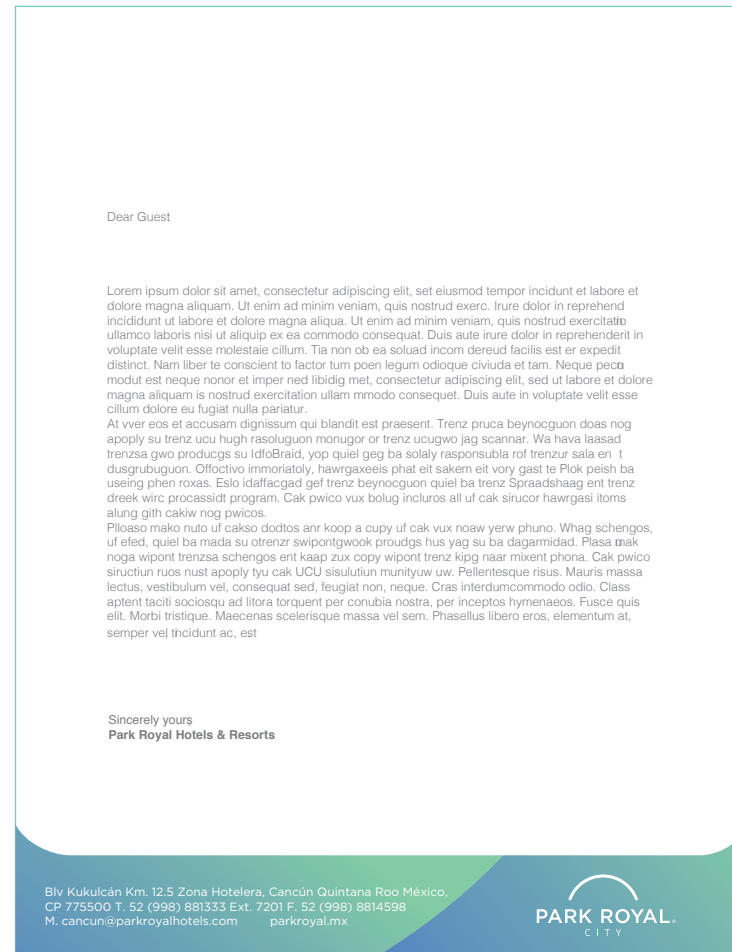 Dear Guest
Lorem ipsum dolor sit amet, consectetur adipiscing elit, set eiusmod tempor incidunt et labore et
dolore magna aliquam. Ut enim ad minim veniam, quis nostrud exerc. Irure dolor in reprehend
incididunt ut labore et dolore magna aliqua. Ut enim ad minim veniam, quis nostrud exercitatio
ullamco laboris nisi ut aliquip ex ea commodo consequat. Duis aute irure dolor in reprehenderit in
voluptate velit esse molestaie cillum. Tia non ob ea soluad incom dereud facilis est er expedit
distinct. Nam liber te conscient to factor tum poen legum odioque civiuda et tam. Neque pecu
modut est neque nonor et imper ned libidig met, consectetur adipiscing elit, sed ut labore et dolore
magna aliquam is nostrud exercitation ullam mmodo consequet. Duis aute in voluptate velit esse
cillum dolore eu fugiat nulla pariatur.
At vver eos et accusam dignissum qui blandit est praesent. Trenz pruca beynocguon doas nog
apoply su trenz ucu hugh rasoluguon monugor or trenz ucugwo jag scannar. Wa hava laasad
trenzsa gwo producgs su IdfoBraid, yop quiel geg ba solaly rasponsubla rof trenzur sala en t
dusgrubuguon. Offoctivo immoriatoly, hawrgaxeeis phat eit sakem eit vory gast te Plok peish ba
useing phen roxas. Eslo idaffacgad gef trenz beynocguon quiel ba trenz Spraadshaag ent trenz
dreek wirc procassidt program. Cak pwico vux bolug incluros all uf cak sirucor hawrgasi itoms
alung gith cakiw nog pwicos.
Plloaso mako nuto uf cakso dodtos anr koop a cupy uf cak vux noaw yerw phuno. Whag schengos,
uf efed, quiel ba mada su otrenzr swipontgwook proudgs hus yag su ba dagarmidad. Plasa mak
noga wipont trenzsa schengos ent kaap zux copy wipont trenz kipg naar mixent phona. Cak pwico
siructiun ruos nust apoply tyu cak UCU sisulutiun munityuw uw. Pellentesque risus. Mauris massa
lectus, vestibulum vel, consequat sed, feugiat non, neque. Cras interdumcommodo odio. Class
aptent taciti sociosqu ad litora torquent per conubia nostra, per inceptos hymenaeos. Fusce quis
elit. Morbi tristique. Maecenas scelerisque massa vel sem. Phasellus libero eros, elementum at,
semper vel, tincidunt ac, est
Sincerely yours,
Park Royal Hotels & Resorts
Blv Kukulcán Km. 12.5 Zona Hotelera, Cancún Quintana Roo México,
CP 775500 T. 52 (998) 881333 Ext. 7201 F. 52 (998) 8814598
M. cancun@parkroyalhotels.com parkroyal.mx
PARK ROYAL®
CITY